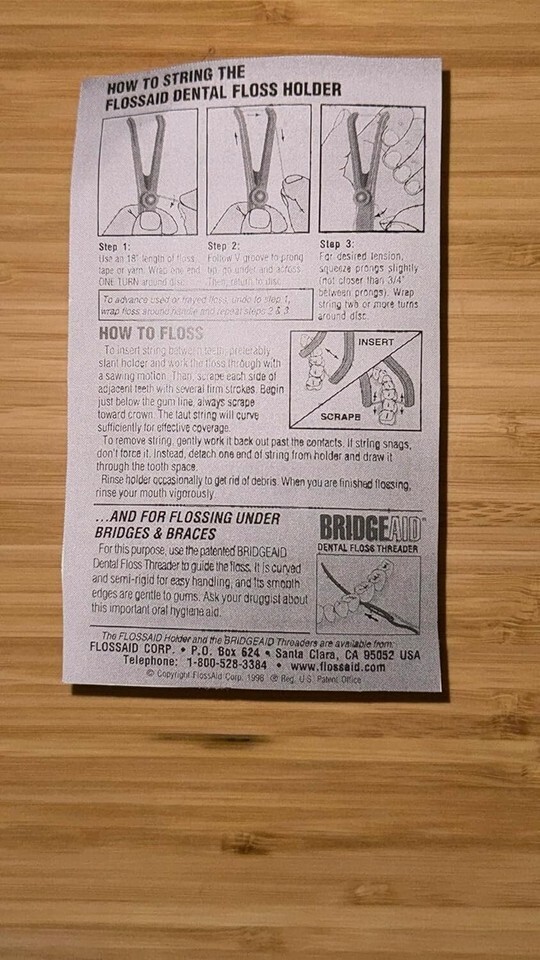 HOW TO STRING THE
FLOSSAID DENTAL FLOSS HOLDER
Step 1:
Use an 18" length of floss
tape or yarn. Wrap one end
ONE TURN around disc.
Step 2:
Follow V groove to prong
tip, go under and across.
Then, return to disc.
Step 3:
For desired tension,
squeeze prongs slightly
(not closer than 3/4"
between prongs). Wrap
string two or more turns
around disc.
To advance used or frayed floss, undo to step 1,
wrap floss around handle and repeat steps 2 & 3
HOW TO FLOSS
To insert string between teeth, preferably
slant holder and work the floss through with
a sawing motion. Then, scrape each side of
adjacent teeth with several firm strokes. Begin
just below the gum line, always scrape
toward crown. The taut string will curve
sufficiently for effective coverage.
INSERT
SCRAPE
To remove string, gently work it back out past the contacts. If string snags,
don't force it. Instead, detach one end of string from holder and draw it
through the tooth space.
Rinse holder occasionally to get rid of debris. When you are finished flossing,
rinse your mouth vigorously.
...AND FOR FLOSSING UNDER
BRIDGES & BRACES
For this purpose, use the patented BRIDGEAID
Dental Floss Threader to guide the floss. It is curved
and semi-rigid for easy handling, and its smooth
edges are gentle to gums. Ask your druggist about
this important oral hygiene aid.
BRIDGEAID
DENTAL FLOSS THREADER
The FLOSSAID Holder and the BRIDGEAID Threaders are available from:
FLOSSAID CORP. • P.O. Box 624 • Santa Clara, CA 95052 USA
Telephone: 1-800-528-3384 • www.flossaid.com
© Copyright FlossAid Corp. 1998 ® Reg. U.S. Patent Office